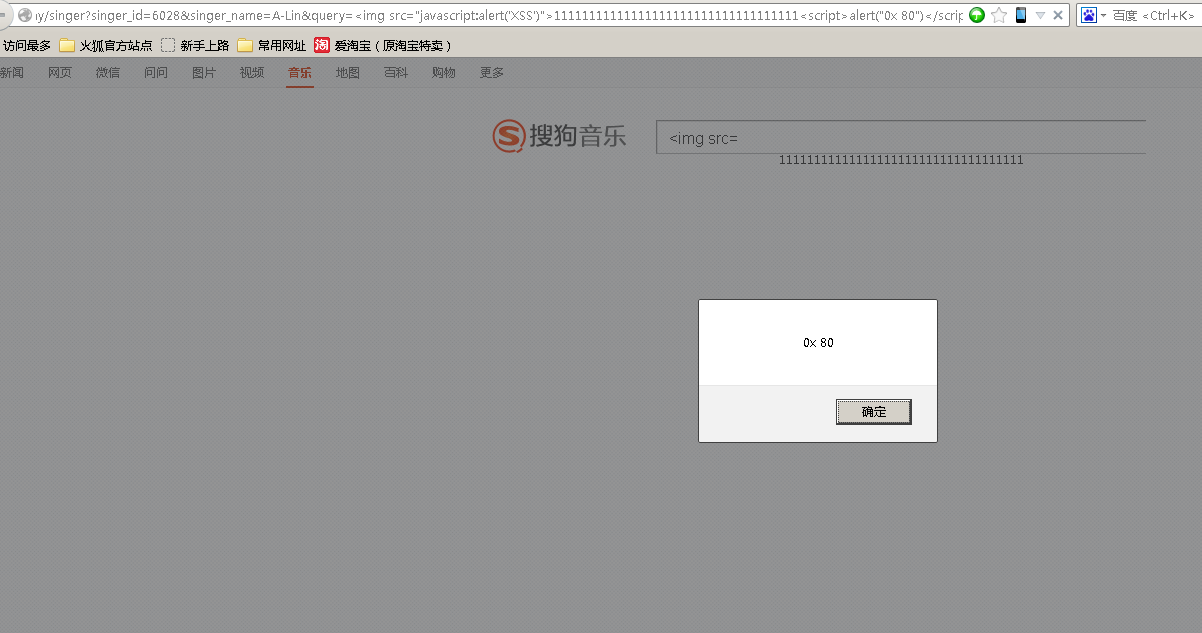 ıy/singer?singer_id=6028&singer_name=A-Lin&query=<img src="javascript:alert('XSS')">11111111111111111111111111111111111<script>alert("0x 80")</scrip
百度 <Ctrl+K>
访问最多 火狐官方站点 新手上路 常用网址 淘 爱淘宝（原淘宝特卖）
新闻 网页 微信 问问 图片 视频 音乐 地图 百科 购物 更多
S 搜狗音乐 <img src=
11111111111111111111111111111111111
0x 80
确定